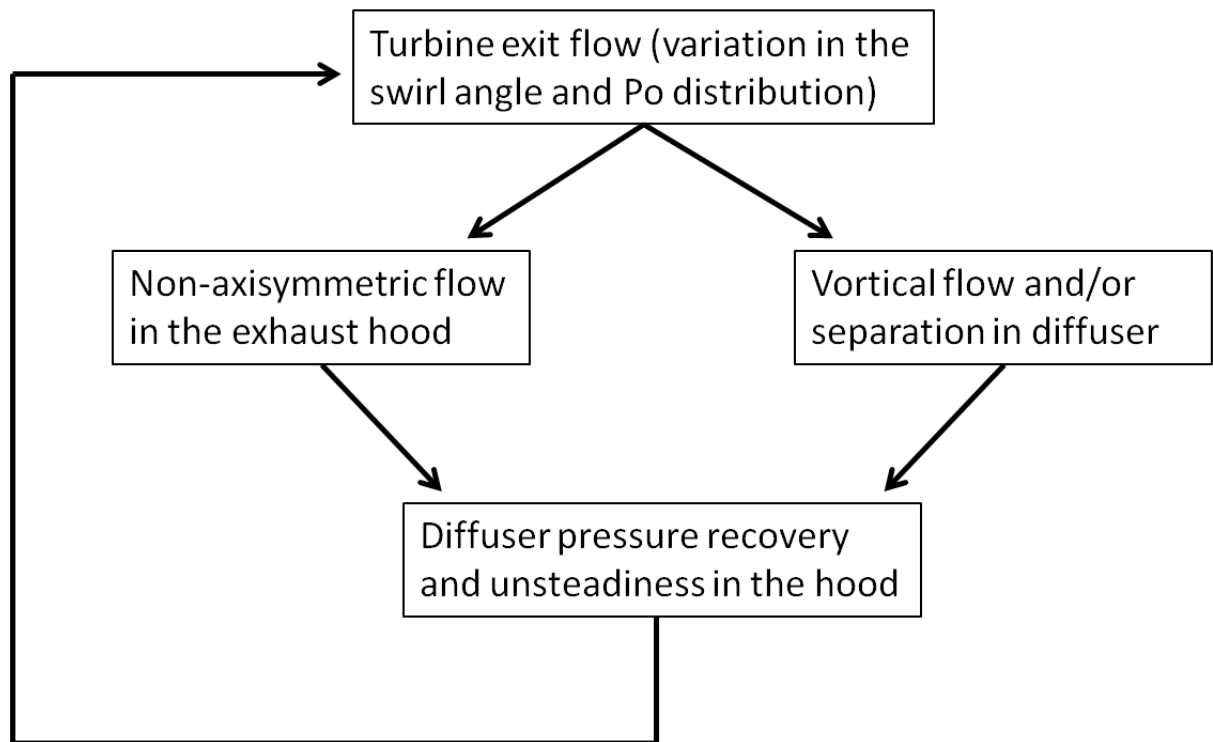 Turbine exit flow (variation in the
swirl angle and Po distribution)
Non-axisymmetric flow
in the exhaust hood
Vortical flow and/or
separation in diffuser
Diffuser pressure recovery
and unsteadiness in the hood